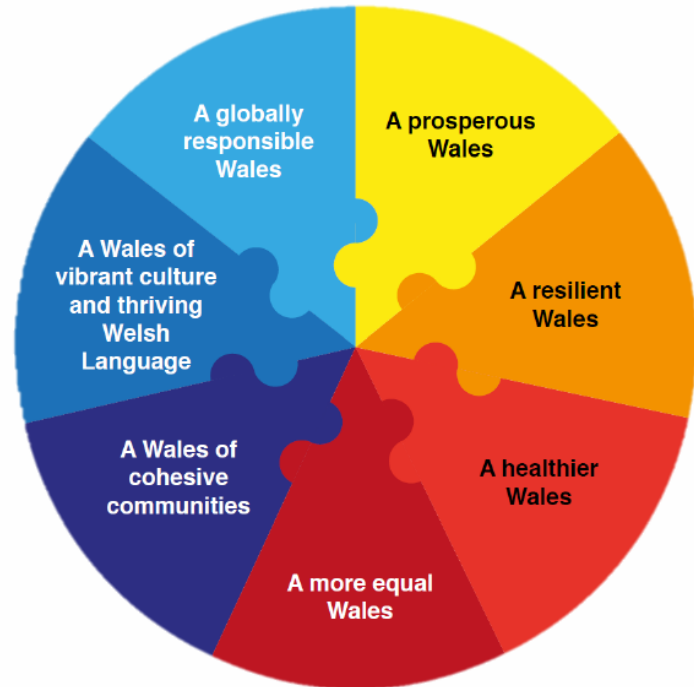 A prosperous
Wales
A resilient
Wales
A healthier
Wales
A more equal
Wales
A Wales of
cohesive
communities
A Wales of
vibrant culture
and thriving
Welsh
Language
A globally
responsible
Wales